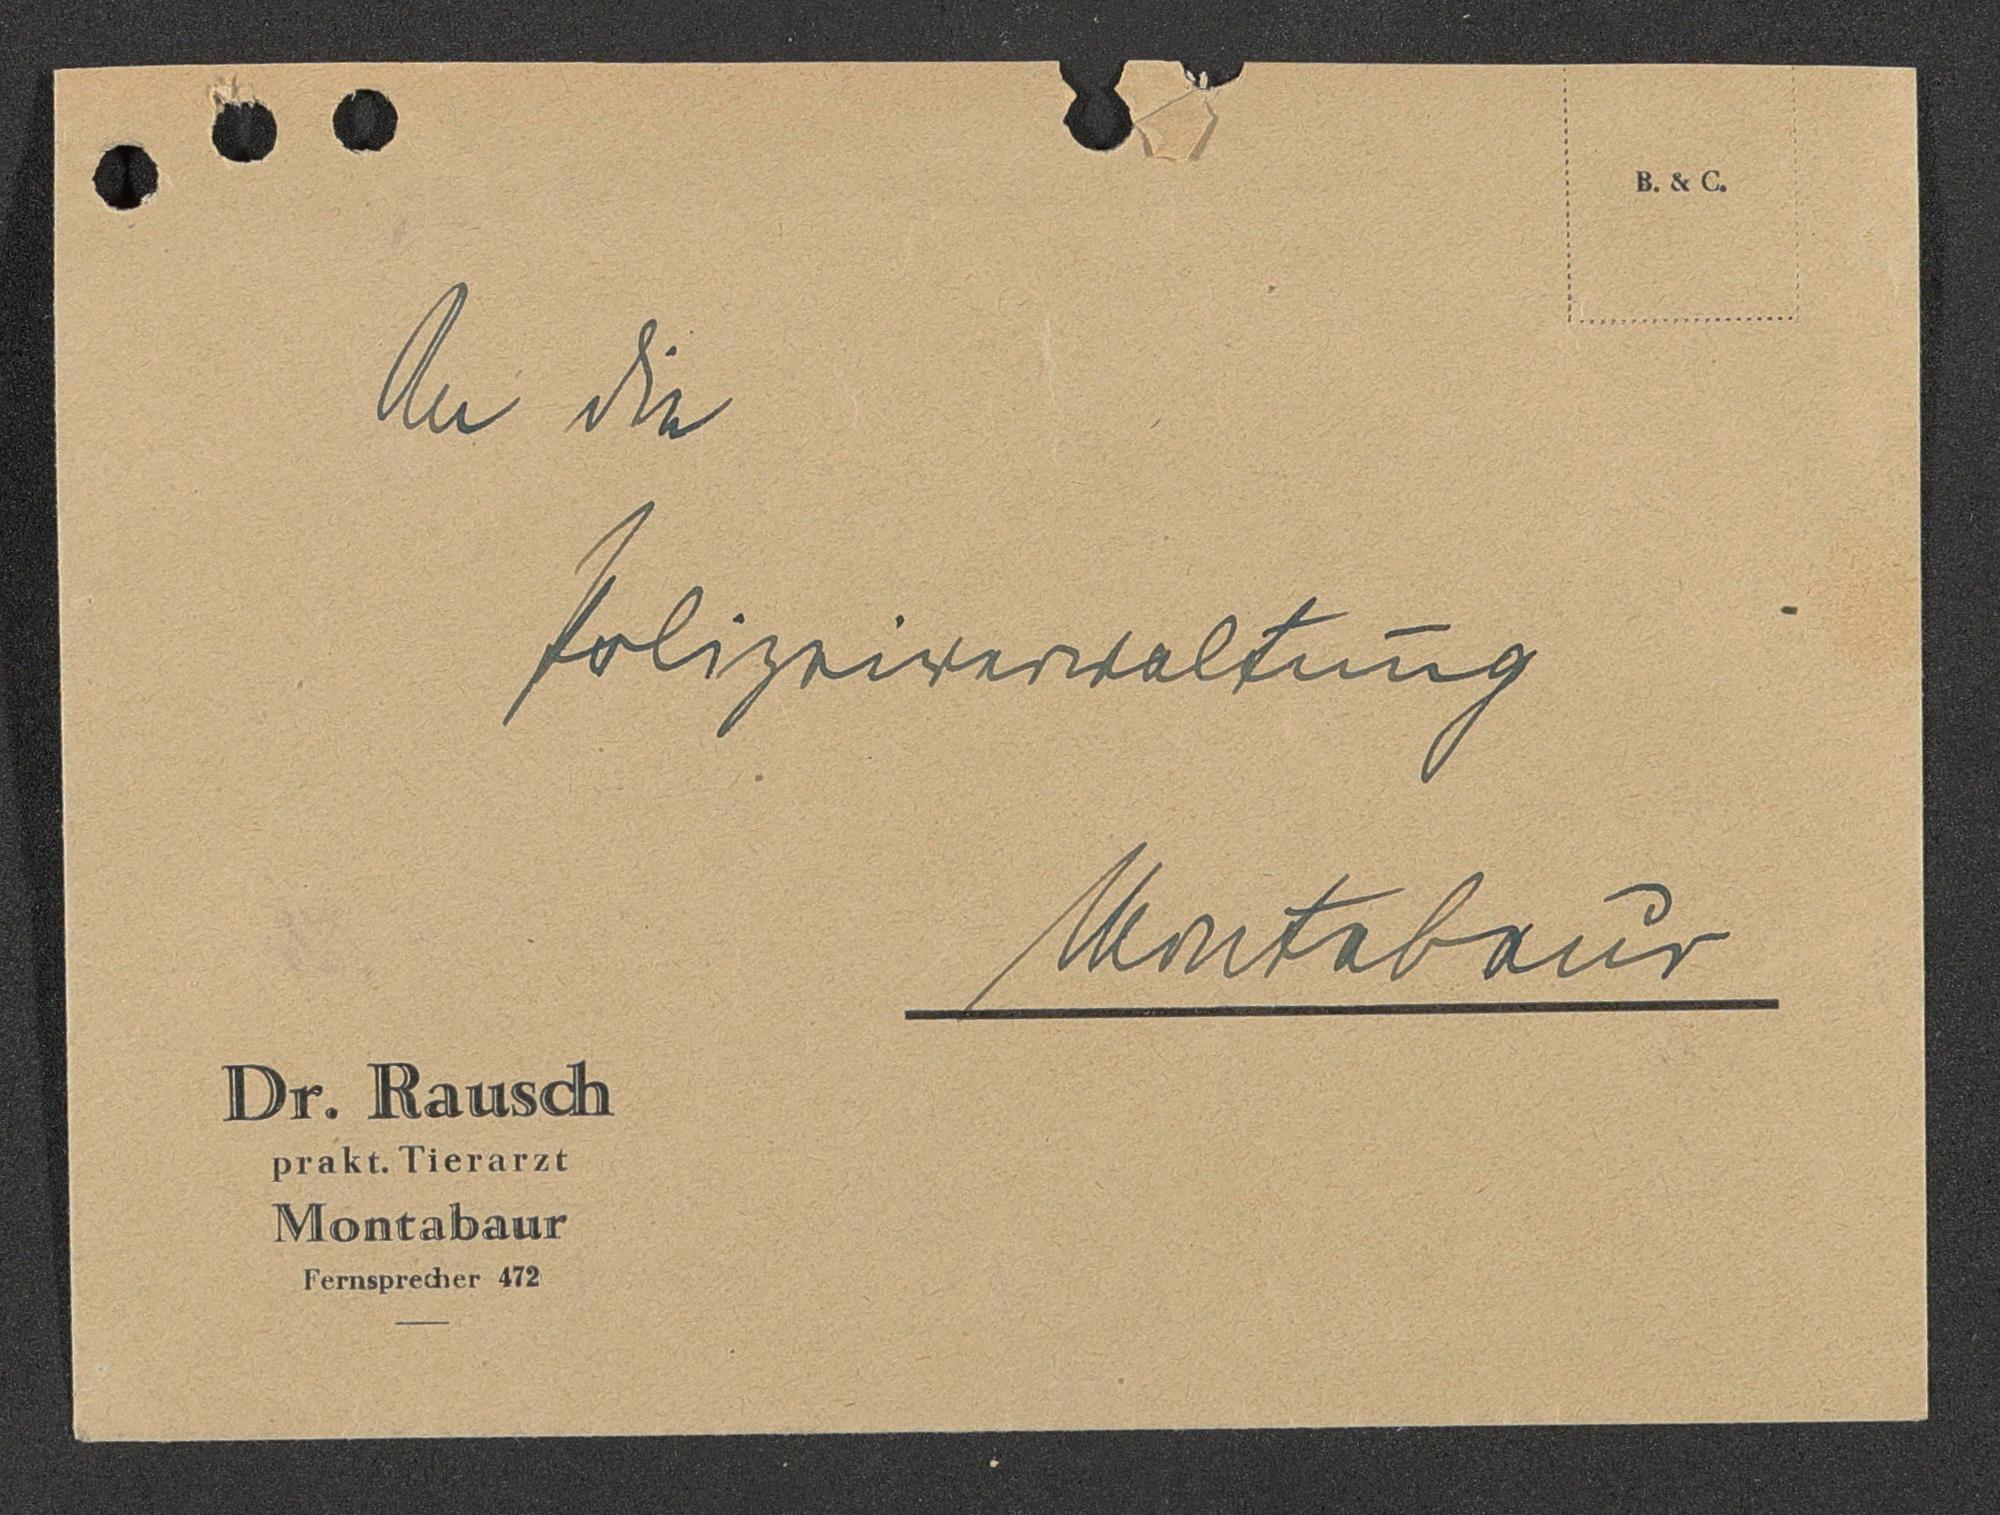 B. & C.
An die
Polizeiverwaltung
Montabaur
Dr. Rausch
prakt. Tierarzt
Montabaur
Fernsprecher 472